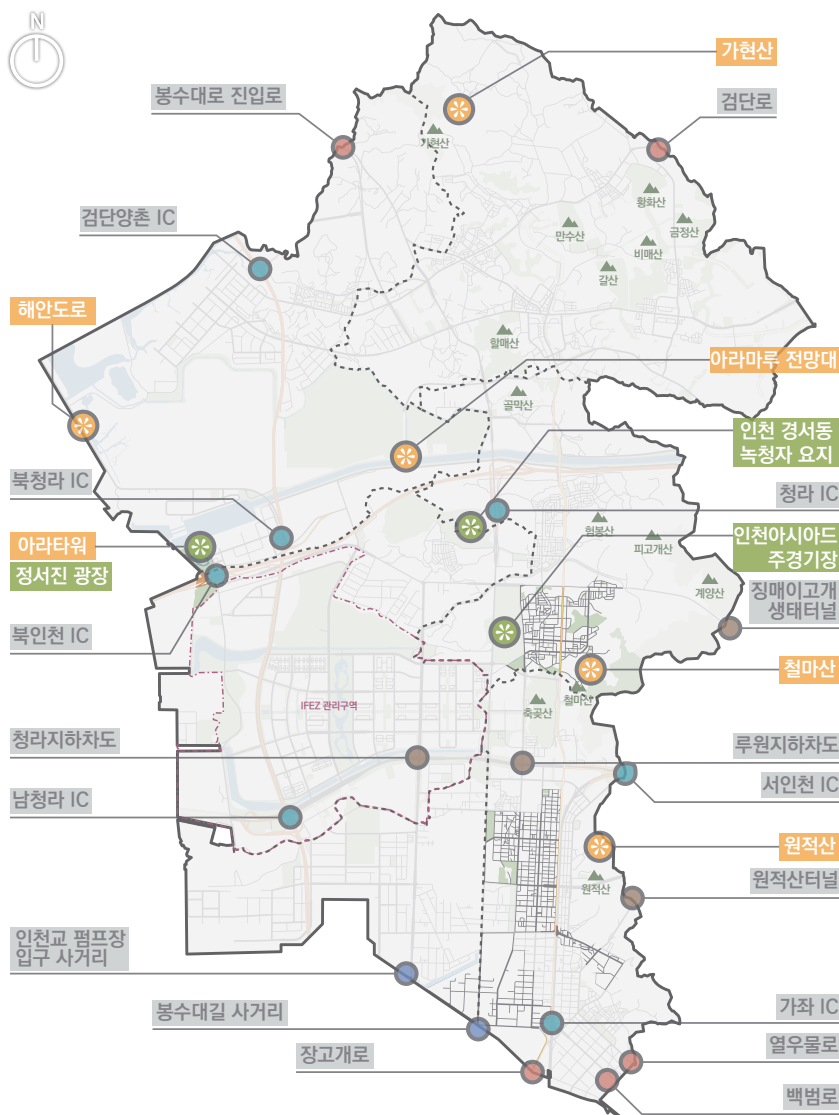 N
가현산
봉수대로 진입로
검단로
가현산
황화산
금정산
만수산
비매산
갈산
검단양촌 IC
해안도로
할매산
아라마루 전망대
골막산
인천 경서동
녹청자 요지
북청라 IC
청라 IC
험봉산
피고개산
아라타워
정서진 광장
인천아시아드
주경기장
계양산
징매이고개
생태터널
북인천 IC
철마산
철마산
축곶산
IFEZ 관리구역
청라지하차도
루원지하차도
서인천 IC
남청라 IC
원적산
원적산
원적산터널
인천교 펌프장
입구 사거리
봉수대길 사거리
가좌 IC
장고개로
열우물로
백범로